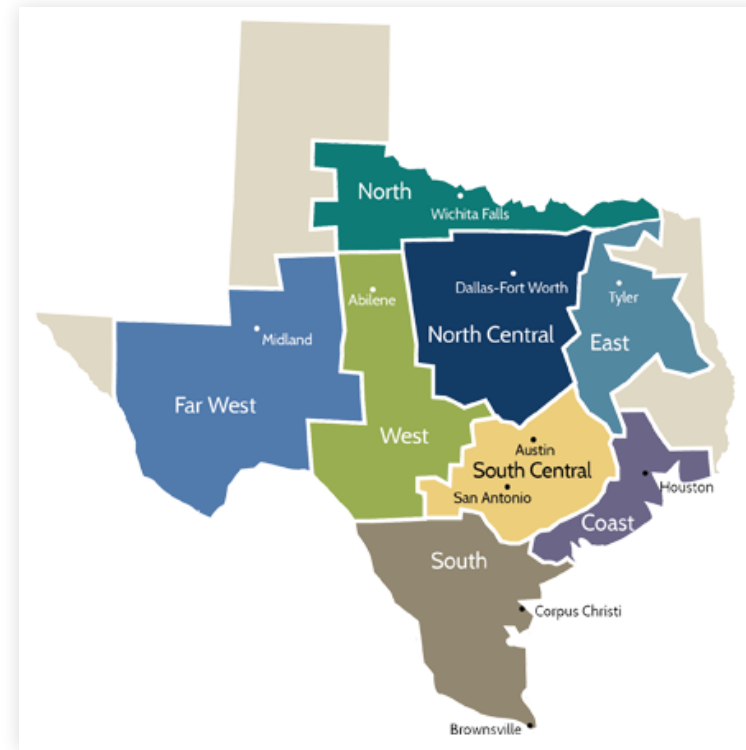 North
Wichita Falls
Abilene
Dallas-Fort Worth
Tyler
Midland
North Central
East
Far West
West
Austin
South Central
San Antonio
Houston
Coast
South
Corpus Christi
Brownsville